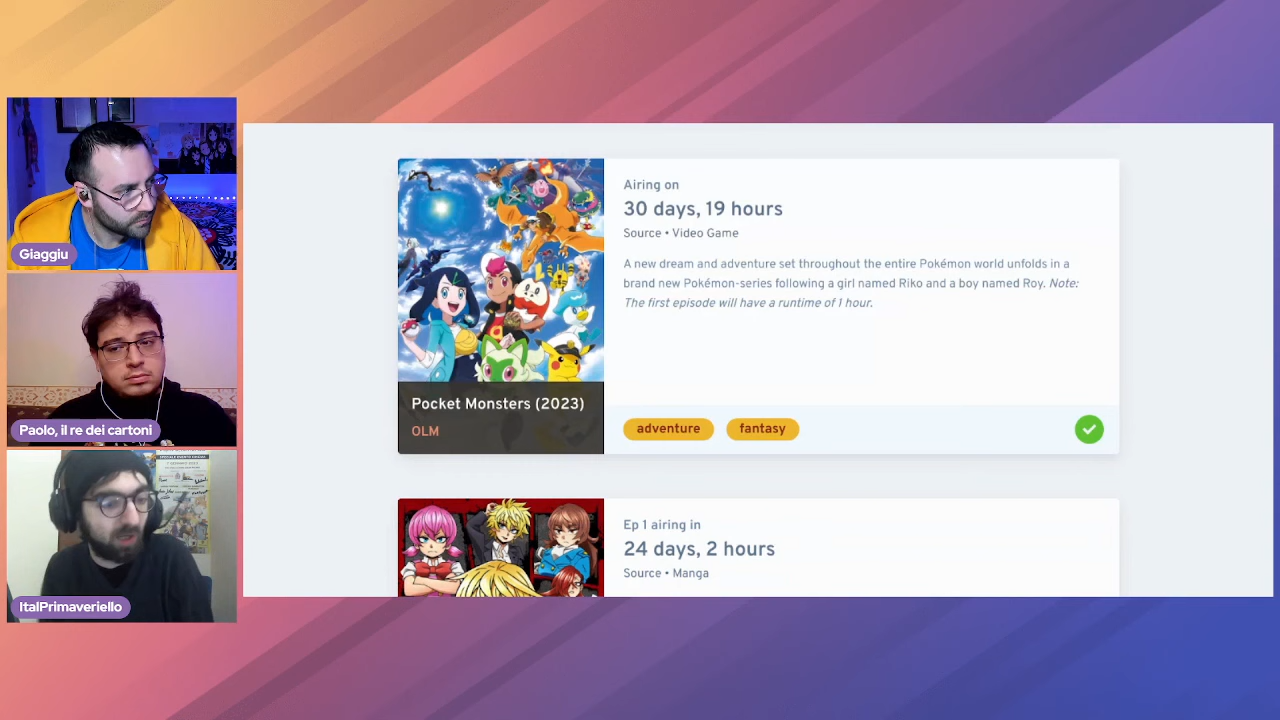 Giaggiu
Paolo, il re dei cartoni
ItalPrimaveriello
Airing on
30 days, 19 hours
Source • Video Game
A new dream and adventure set throughout the entire Pokémon world unfolds in a
brand new Pokémon-series following a girl named Riko and a boy named Roy. Note:
The first episode will have a runtime of 1 hour.
Pocket Monsters (2023)
OLM
adventure
fantasy
Ep 1 airing in
24 days, 2 hours
Source • Manga